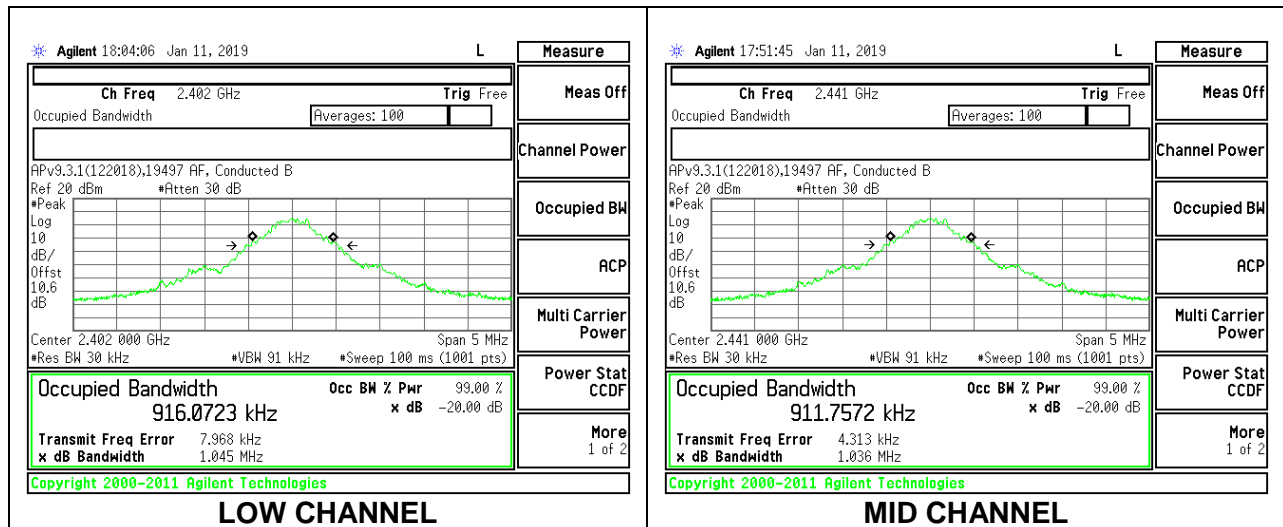 Agilent 18:04:06 Jan 11, 2019 L
Measure
Ch Freq 2.402 GHz Trig Free
Meas Off
Occupied Bandwidth Averages: 100
Channel Power
APv9.3.1(122018),19497 AF, Conducted B
Ref 20 dBm #Atten 30 dB
#Peak
Log
10
dB/
Offst
10.6
dB
Occupied BW
ACP
Multi Carrier
Power
Center 2.402 000 GHz Span 5 MHz
#Res BW 30 kHz #VBW 91 kHz #Sweep 100 ms (1001 pts)
Power Stat
CCDF
Occupied Bandwidth Occ BW % Pwr 99.00 %
916.0723 kHz x dB -20.00 dB
Transmit Freq Error 7.968 kHz
x dB Bandwidth 1.045 MHz
More
1 of 2
Copyright 2000-2011 Agilent Technologies
LOW CHANNEL
Agilent 17:51:45 Jan 11, 2019 L
Measure
Ch Freq 2.441 GHz Trig Free
Meas Off
Occupied Bandwidth Averages: 100
Channel Power
APv9.3.1(122018),19497 AF, Conducted B
Ref 20 dBm #Atten 30 dB
#Peak
Log
10
dB/
Offst
10.6
dB
Occupied BW
ACP
Multi Carrier
Power
Center 2.441 000 GHz Span 5 MHz
#Res BW 30 kHz #VBW 91 kHz #Sweep 100 ms (1001 pts)
Power Stat
CCDF
Occupied Bandwidth Occ BW % Pwr 99.00 %
911.7572 kHz x dB -20.00 dB
Transmit Freq Error 4.313 kHz
x dB Bandwidth 1.036 MHz
More
1 of 2
Copyright 2000-2011 Agilent Technologies
MID CHANNEL